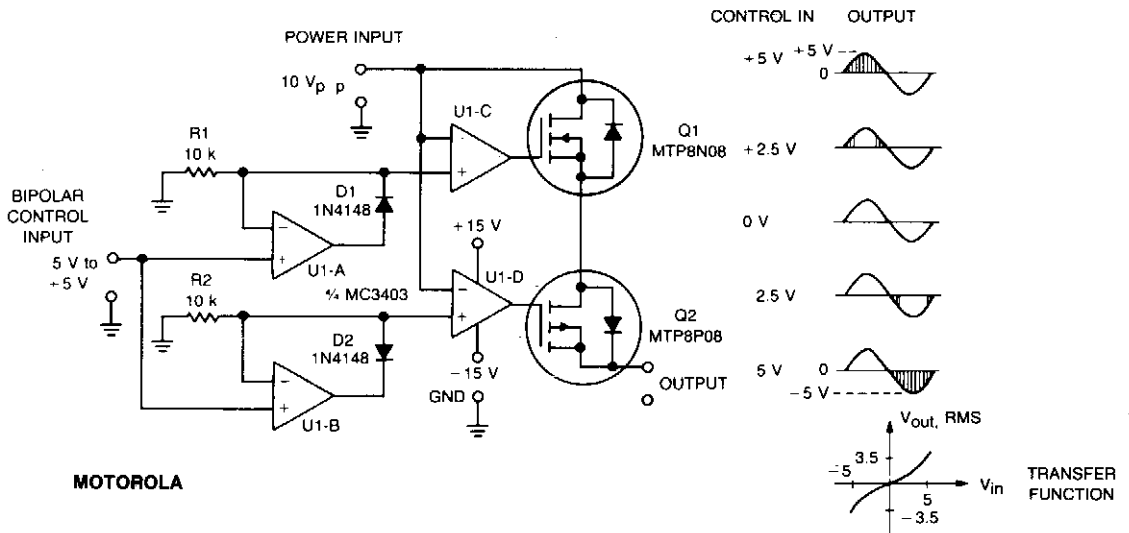 POWER INPUT
10 Vp p
U1-C
Q1
MTP8N08
R1
10 k
D1
1N4148
BIPOLAR
CONTROL
INPUT
5 V to
+5 V
−
+
U1-A
¼ MC3403
R2
10 k
+15 V
U1-D
−
+
−15 V
GND
D2
1N4148
−
+
U1-B
Q2
MTP8P08
OUTPUT
MOTOROLA
CONTROL IN OUTPUT
+5 V
+5 V
0
+2.5 V
0 V
2.5 V
5 V
0
−5 V
Vout, RMS
3.5
−5
5
−3.5
Vin
TRANSFER
FUNCTION